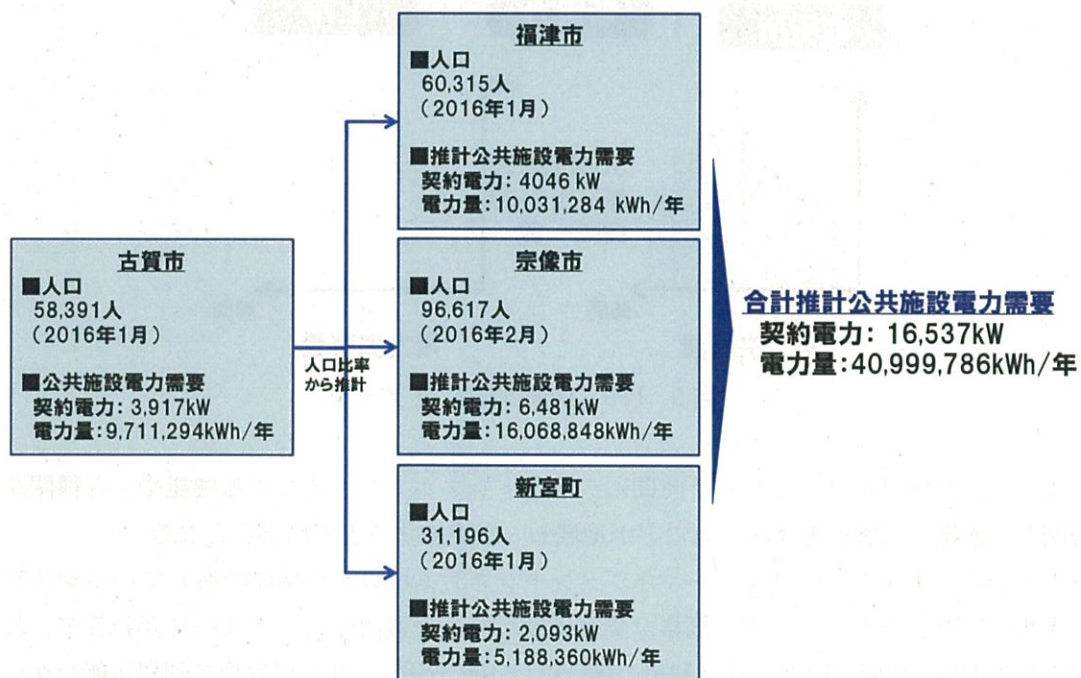 古賀市
■人口
58,391人
(2016年1月)
■公共施設電力需要
契約電力: 3,917kW
電力量:9,711,294kWh/年
人口比率
から推計
福津市
■人口
60,315人
(2016年1月)
■推計公共施設電力需要
契約電力: 4046 kW
電力量:10,031,284 kWh/年
宗像市
■人口
96,617人
(2016年2月)
■推計公共施設電力需要
契約電力: 6,481kW
電力量:16,068,848kWh/年
新宮町
■人口
31,196人
(2016年1月)
■推計公共施設電力需要
契約電力: 2,093kW
電力量:5,188,360kWh/年
合計推計公共施設電力需要
契約電力: 16,537kW
電力量:40,999,786kWh/年